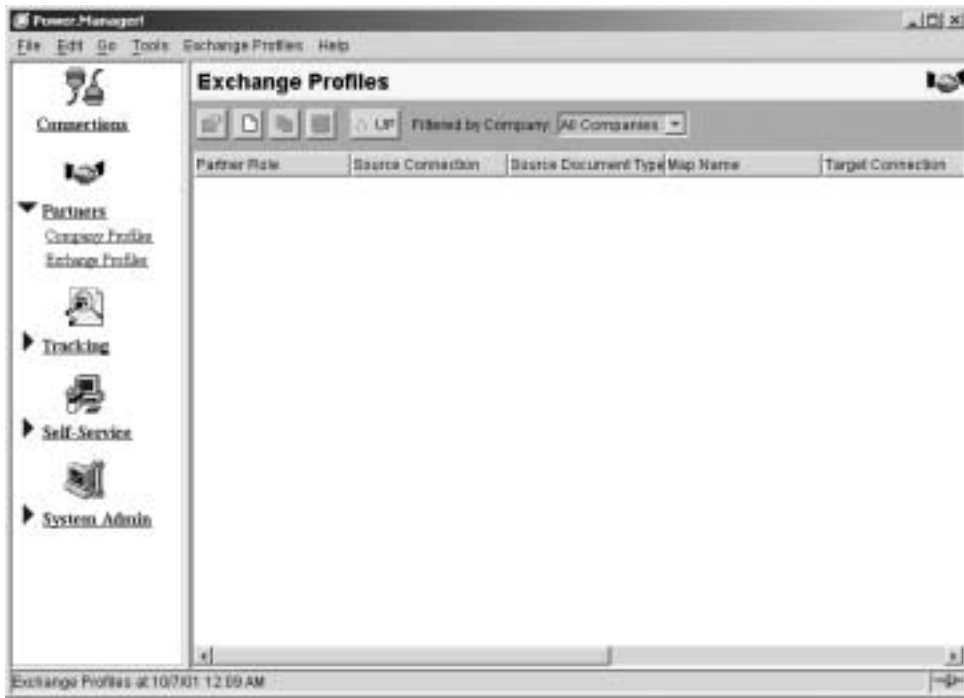 Power.Manager!
File Edit Go Tools Exchange Profiles Help
Connections
Partners
Company Profiles
Exchange Profiles
Tracking
Self-Service
System Admin
Exchange Profiles
UP Filtered by Company: All Companies
Partner Role Source Connection Source Document Type Map Name Target Connection
Exchange Profiles at 10/7/01 12:09 AM